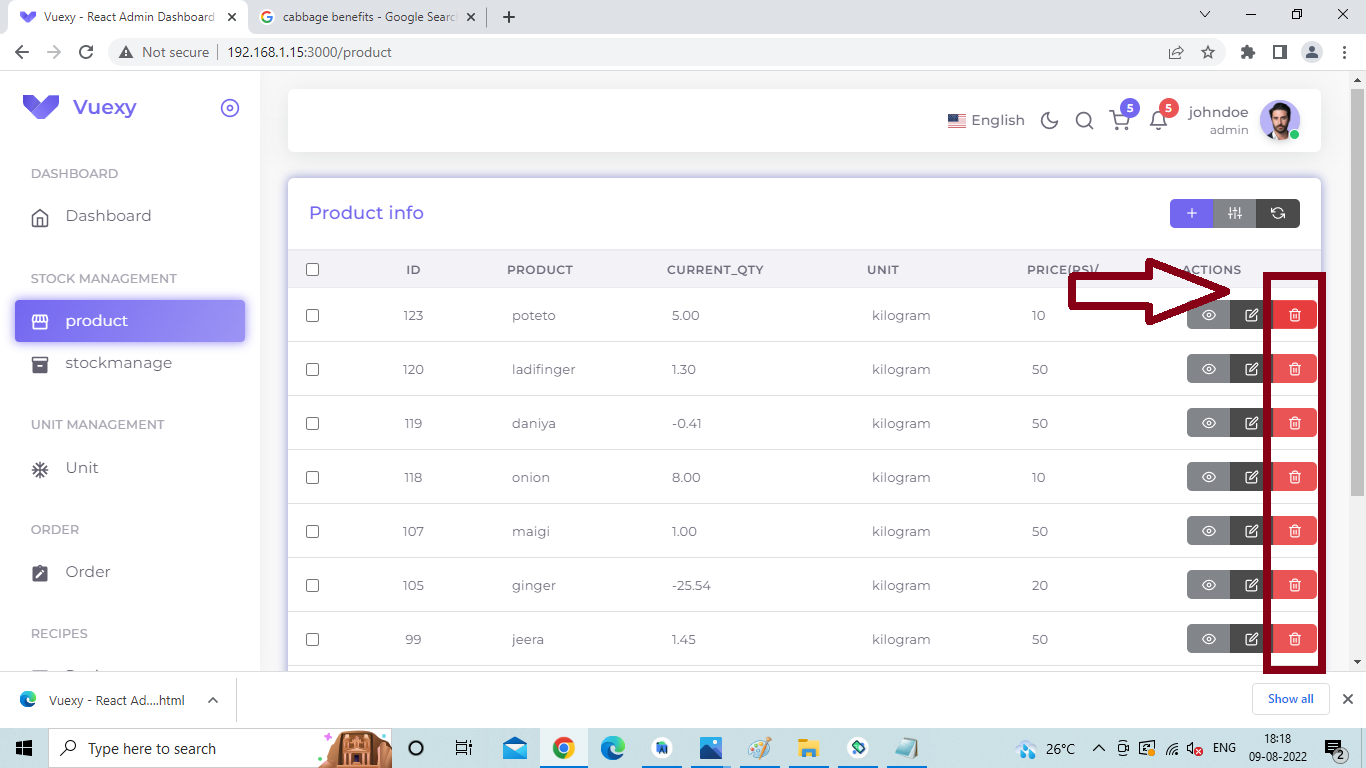 Vuexy - React Admin Dashboard
cabbage benefits - Google Searc
Not secure
192.168.1.15:3000/product
Vuexy
English
5
5
johndoe
admin
DASHBOARD
Dashboard
STOCK MANAGEMENT
product
stockmanage
UNIT MANAGEMENT
Unit
ORDER
Order
RECIPES
Product info
ID PRODUCT CURRENT_QTY UNIT PRICE(RS)/ ACTIONS
123 poteto 5.00 kilogram 10
120 ladifinger 1.30 kilogram 50
119 daniya -0.41 kilogram 50
118 onion 8.00 kilogram 10
107 maigi 1.00 kilogram 50
105 ginger -25.54 kilogram 20
99 jeera 1.45 kilogram 50
Vuexy - React Ad....html
Show all
Type here to search
26°C
ENG
18:18
09-08-2022
2